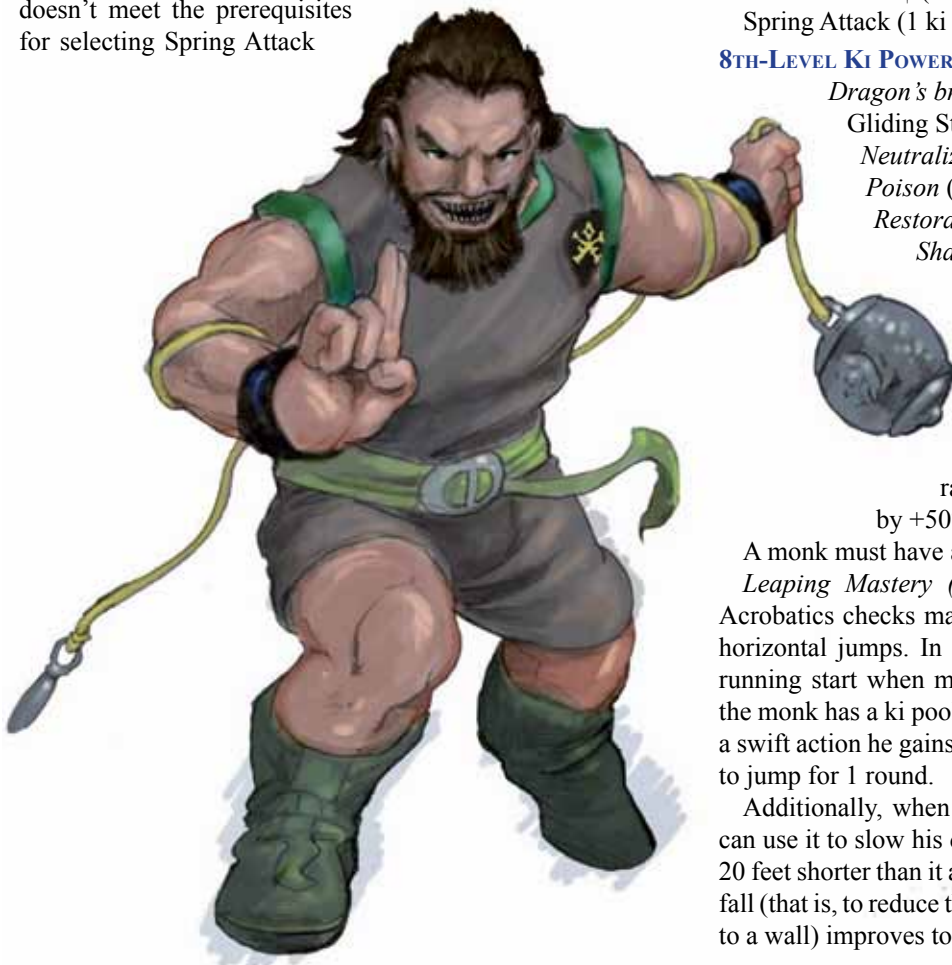 doesn't meet the prerequisites
for selecting Spring Attack
Spring Attack (1 ki
8TH-LEVEL KI POWER
Dragon's br
Gliding St
Neutraliz
Poison (
Restora
Sha
ra
by +50
A monk must have a
Leaping Mastery (
Acrobatics checks ma
horizontal jumps. In
running start when m
the monk has a ki poo
a swift action he gains
to jump for 1 round.
Additionally, when
can use it to slow his
20 feet shorter than it a
fall (that is, to reduce t
to a wall) improves to